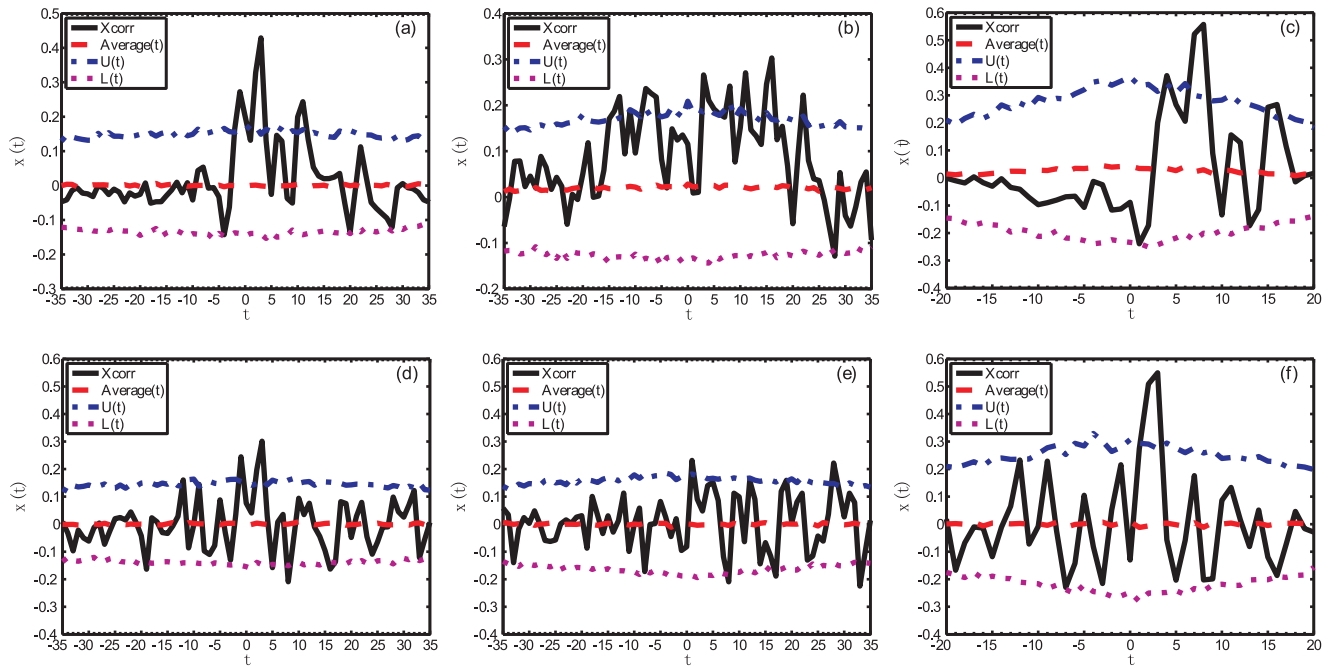 0.5
0.4
0.3
0.2
0.1
0
-0.1
-0.2
0.3
x (t)
-35 -30 -25 -20 -15 -10 -5 0 5 10 15 20 25 30 35
t
Xcorr
Average(t)
U(t)
L(t)
(a)
0.4
0.3
0.2
0.1
0
-0.1
-0.2
x (t)
-35 -30 -25 -20 -15 -10 -5 0 5 10 15 20 25 30 35
t
Xcorr
Average(t)
U(t)
L(t)
(b)
0.6
0.5
0.4
0.3
0.2
0.1
0
-0.1
-0.2
-0.3
-0.4
x(t)
-20 -15 -10 -5 0 5 10 15 20
t
Xcorr
Average(t)
U(t)
L(t)
(c)
0.6
0.5
0.4
0.3
0.2
0.1
0
-0.1
-0.2
-0.3
-0.4
x (t)
-35 -30 -25 -20 -15 -10 -5 0 5 10 15 20 25 30 35
t
Xcorr
Average(t)
U(t)
L(t)
(d)
0.6
0.5
0.4
0.3
0.2
0.1
0
-0.1
-0.2
-0.3
-0.4
x (t)
-35 -30 -25 -20 -15 -10 -5 0 5 10 15 20 25 30 35
t
Xcorr
Average(t)
U(t)
L(t)
(e)
0.6
0.5
0.4
0.3
0.2
0.1
0
-0.1
-0.2
-0.3
-0.4
x (t)
-20 -15 -10 -5 0 5 10 15 20
t
Xcorr
Average(t)
U(t)
L(t)
(f)